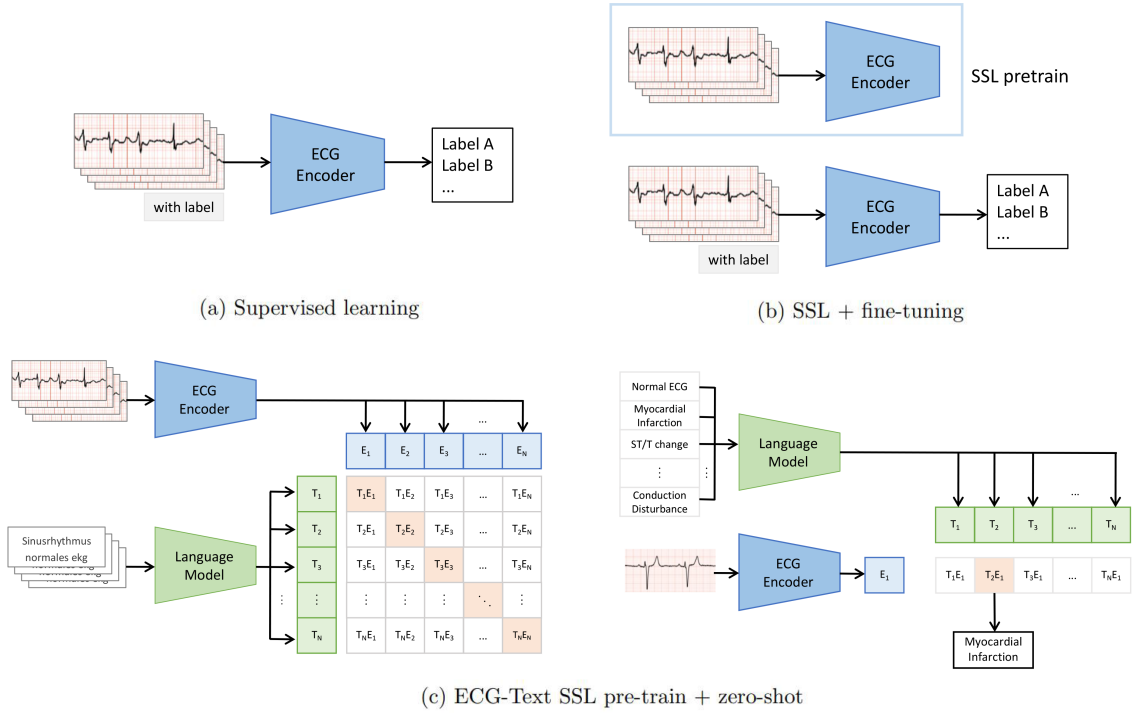 ECG
Encoder
Label A
Label B
...
with label
(a) Supervised learning
ECG
Encoder
SSL pretrain
ECG
Encoder
Label A
Label B
...
with label
(b) SSL + fine-tuning
ECG
Encoder
...
E1 E2 E3 ... EN
Sinusrhythmus
normales ekg
Language
Model
T1 T1E1 T1E2 T1E3 ... T1EN
T2 T2E1 T2E2 T2E3 ... T2EN
T3 T3E1 T3E2 T3E3 ... T3EN
⋮ ⋮ ⋮ ⋮ ⋮ ⋱ ⋮
TN TNE1 TNE2 TNE3 ... TNEN
Normal ECG
Myocardial
Infarction
ST/T change
⋮ ⋮
Conduction
Disturbance
Language
Model
...
T1 T2 T3 ... TN
ECG
Encoder
E1
T1E1 T2E1 T3E1 ... TNE1
Myocardial
Infarction
(c) ECG-Text SSL pre-train + zero-shot